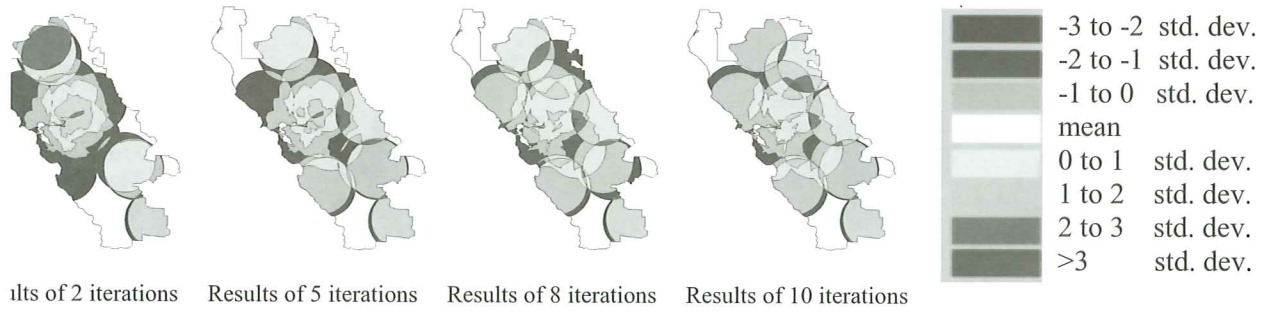 -3 to -2 std. dev.
-2 to -1 std. dev.
-1 to 0 std. dev.
mean
0 to 1 std. dev.
1 to 2 std. dev.
2 to 3 std. dev.
>3 std. dev.
ılts of 2 iterations
Results of 5 iterations
Results of 8 iterations
Results of 10 iterations